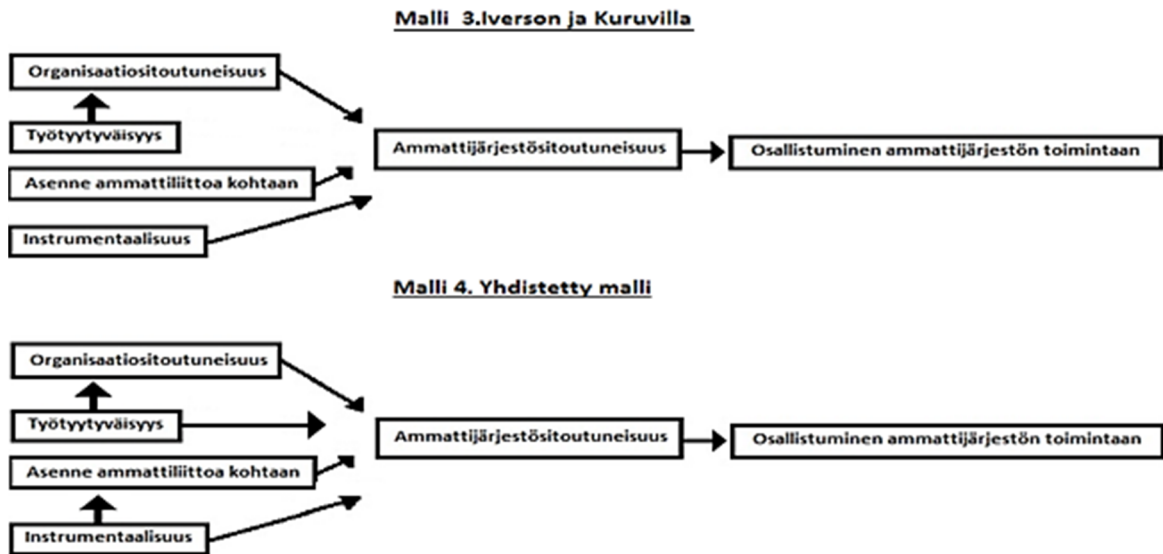 Malli 3.Iverson ja Kuruvilla
Organisaatiositoutuneisuus
Työtyytyväisyys
Ammattijärjestösitoutuneisuus
Osallistuminen ammattijärjestön toimintaan
Asenne ammattiliittoa kohtaan
Instrumentaalisuus
Malli 4. Yhdistetty malli
Organisaatiositoutuneisuus
Työtyytyväisyys
Ammattijärjestösitoutuneisuus
Osallistuminen ammattijärjestön toimintaan
Asenne ammattiliittoa kohtaan
Instrumentaalisuus